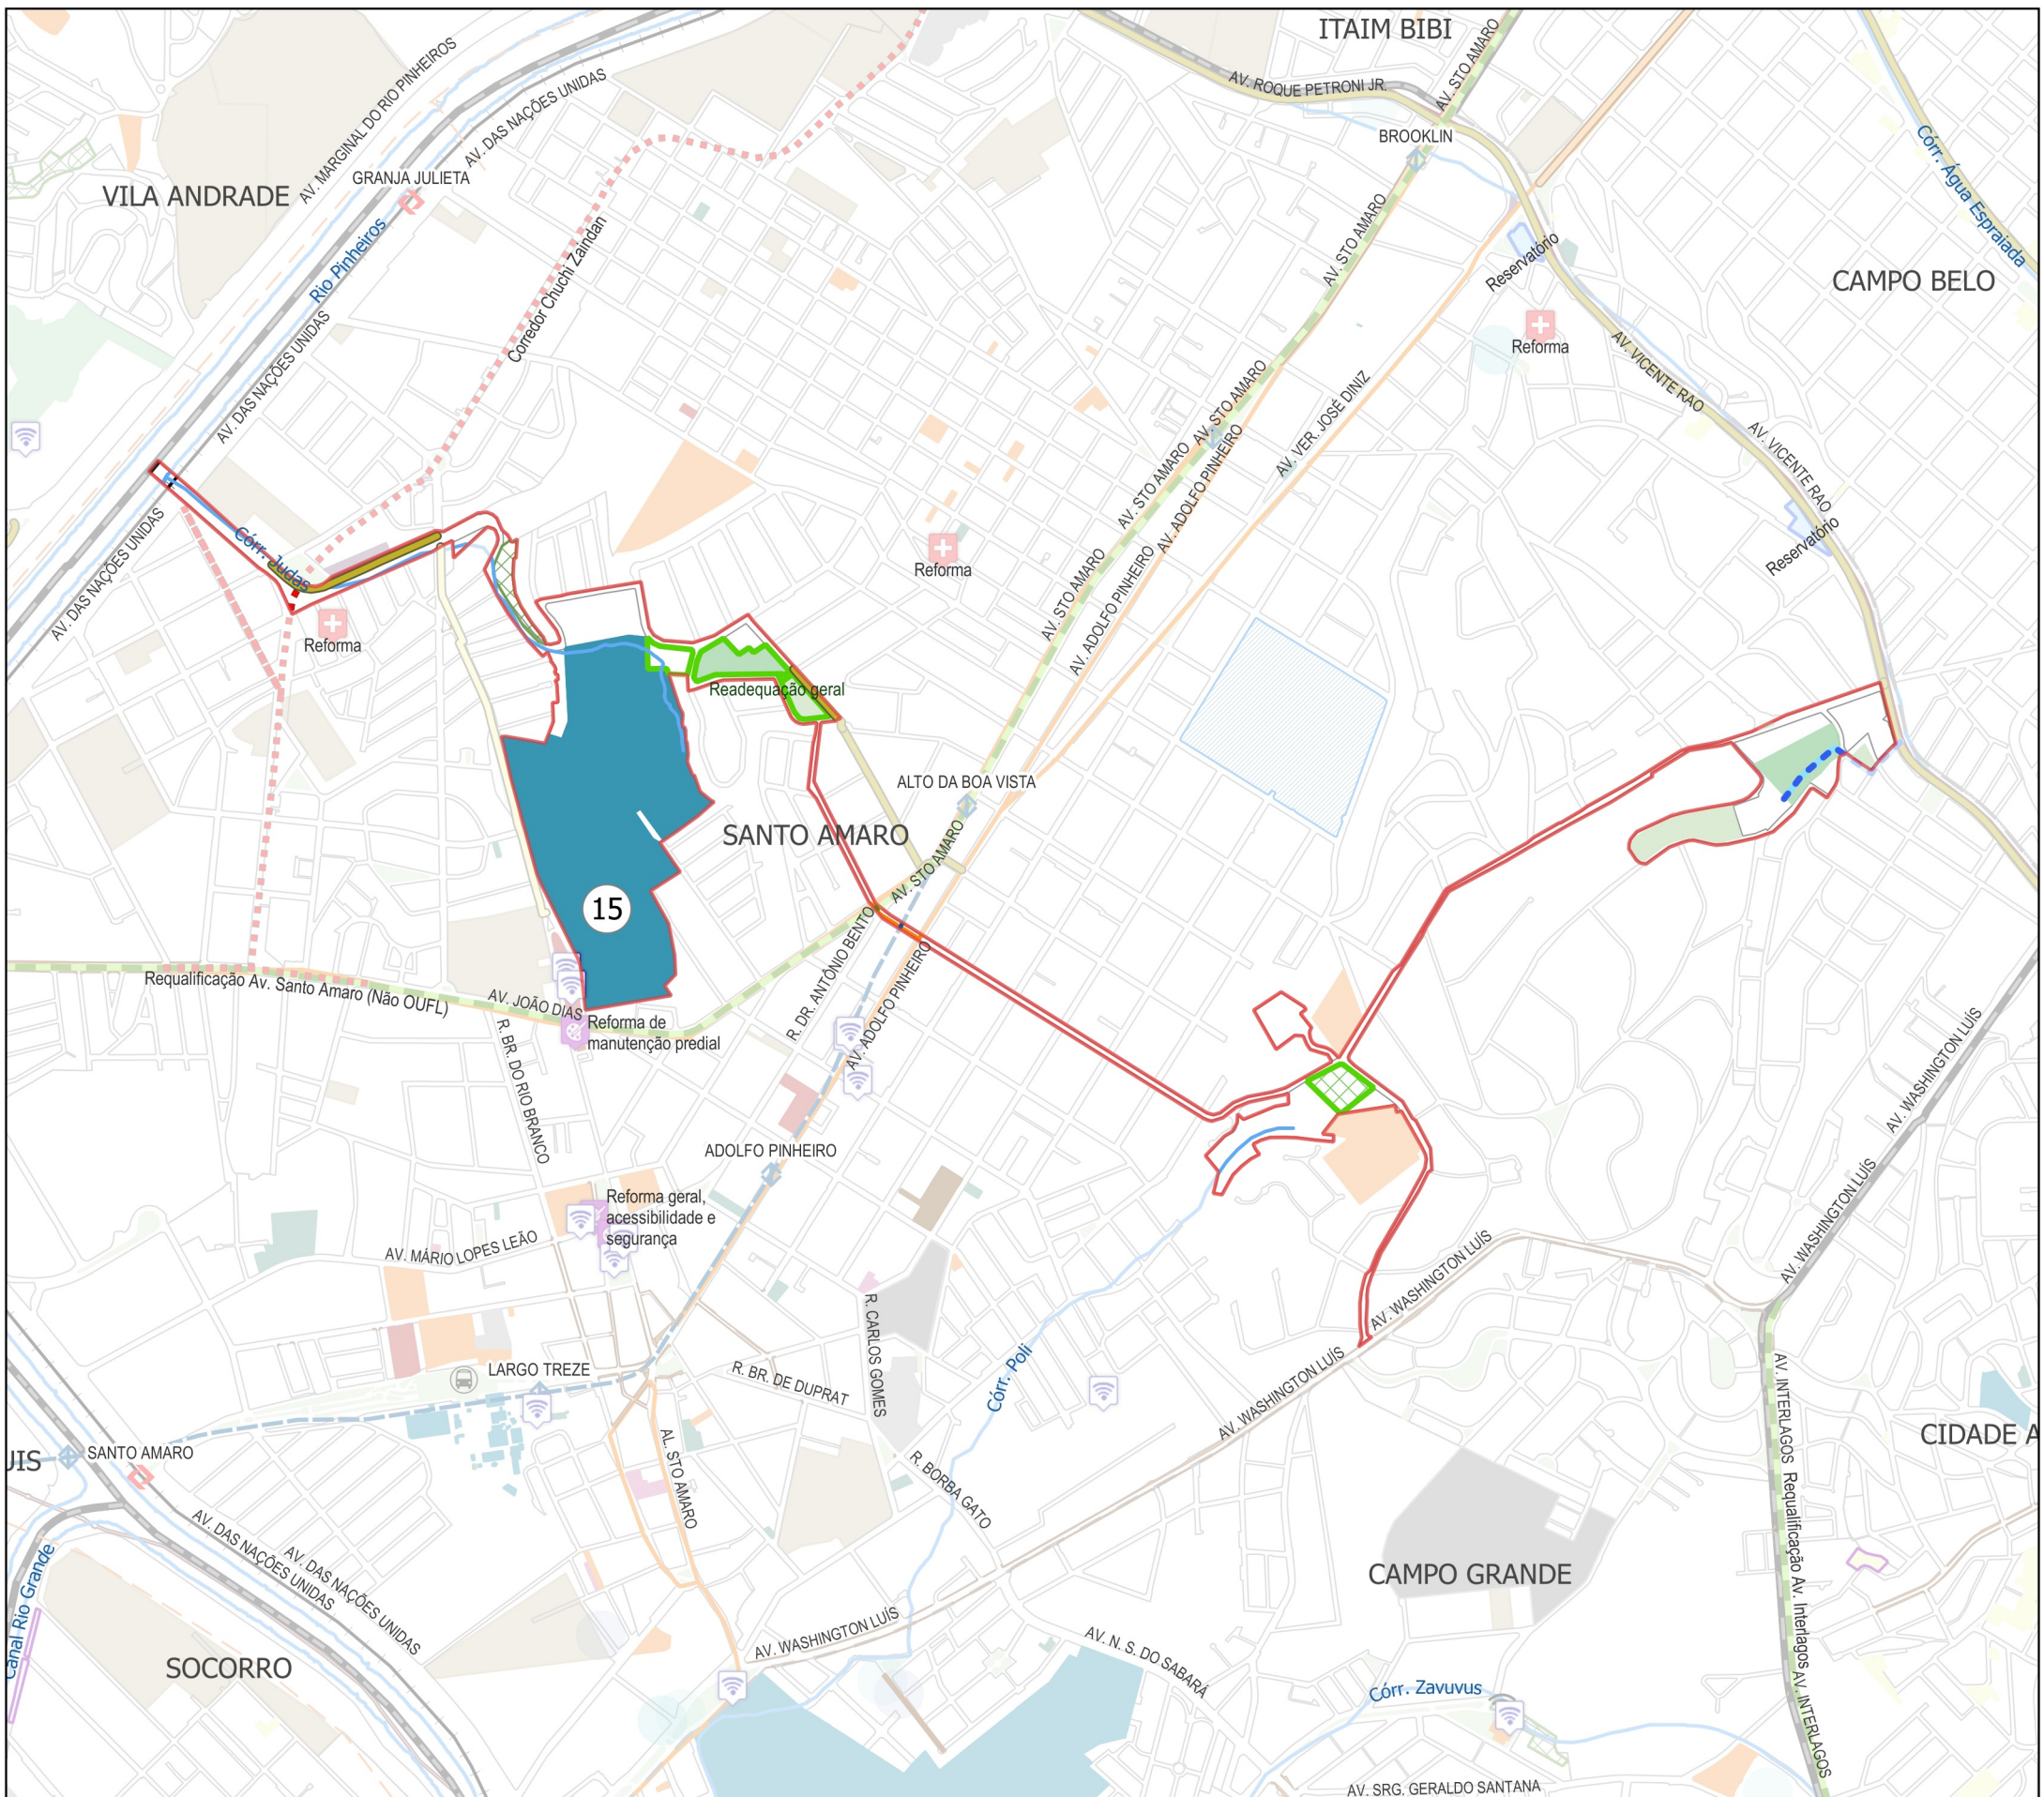 ITAIM BIBI
AV. STO AMARO
AV. MARGINAL DO RIO PINHEIROS
AV. DAS NAÇÕES UNIDAS
AV. ROQUE PETRONI JR.
BROOKLIN
Córr. Água Espraiada
GRANJA JULIETA
VILA ANDRADE
Rio Pinheiros
Corredor Chuchi Zaindan
AV. STO AMARO
Reservatório
CAMPO BELO
AV. DAS NAÇÕES UNIDAS
Reforma
AV. VICENTE RAO
AV. STO AMARO
AV. VER. JOSÉ DINIZ
AV. VICENTE RAO
AV. STO AMARO
AV. ADOLFO PINHEIRO
Reservatório
AV. DAS NAÇÕES UNIDAS
Córr. Judas
Reforma
AV. STO AMARO
AV. ADOLFO PINHEIRO
Reforma
Readequação geral
ALTO DA BOA VISTA
SANTO AMARO
AV. STO AMARO
15
R. DR. ANTÔNIO BENTO
AV. ADOLFO PINHEIRO
Requalificação Av. Santo Amaro (Não OUFL)
AV. JOÃO DIAS
Reforma de
manutenção predial
R. BR. DO RIO BRANCO
AV. WASHINGTON LUÍS
ADOLFO PINHEIRO
Reforma geral,
acessibilidade e
segurança
AV. MÁRIO LOPES LEÃO
AV. WASHINGTON LUÍS
AV. WASHINGTON LUÍS
R. CARLOS GOMES
LARGO TREZE
R. BR. DE DUPRAT
Córr. Poli
AV. WASHINGTON LUÍS
AV. INTERLAGOS
Requalificação Av. Interlagos
AV. INTERLAGOS
CIDADE A
UIS
SANTO AMARO
AL. STO AMARO
R. BORBA GATO
AV. DAS NAÇÕES UNIDAS
AV. DAS NAÇÕES UNIDAS
Canal Rio Grande
CAMPO GRANDE
SOCORRO
AV. WASHINGTON LUÍS
AV. N. S. DO SABARÁ
Córr. Zavuvus
AV. SRG. GERALDO SANTANA